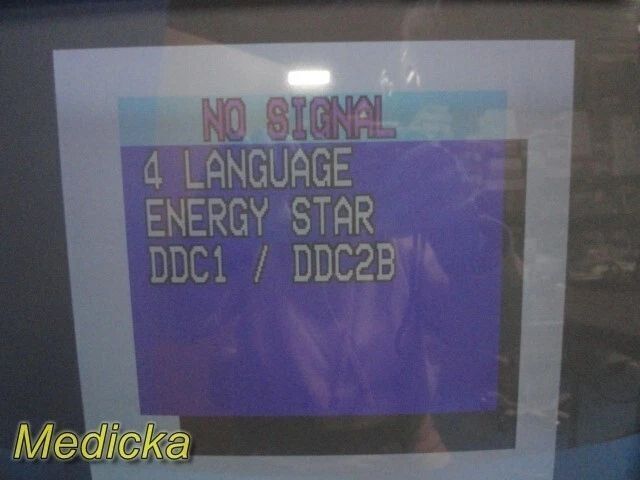 NO SIGNAL
4 LANGUAGE
ENERGY STAR
DDC1 / DDC2B
Medicka